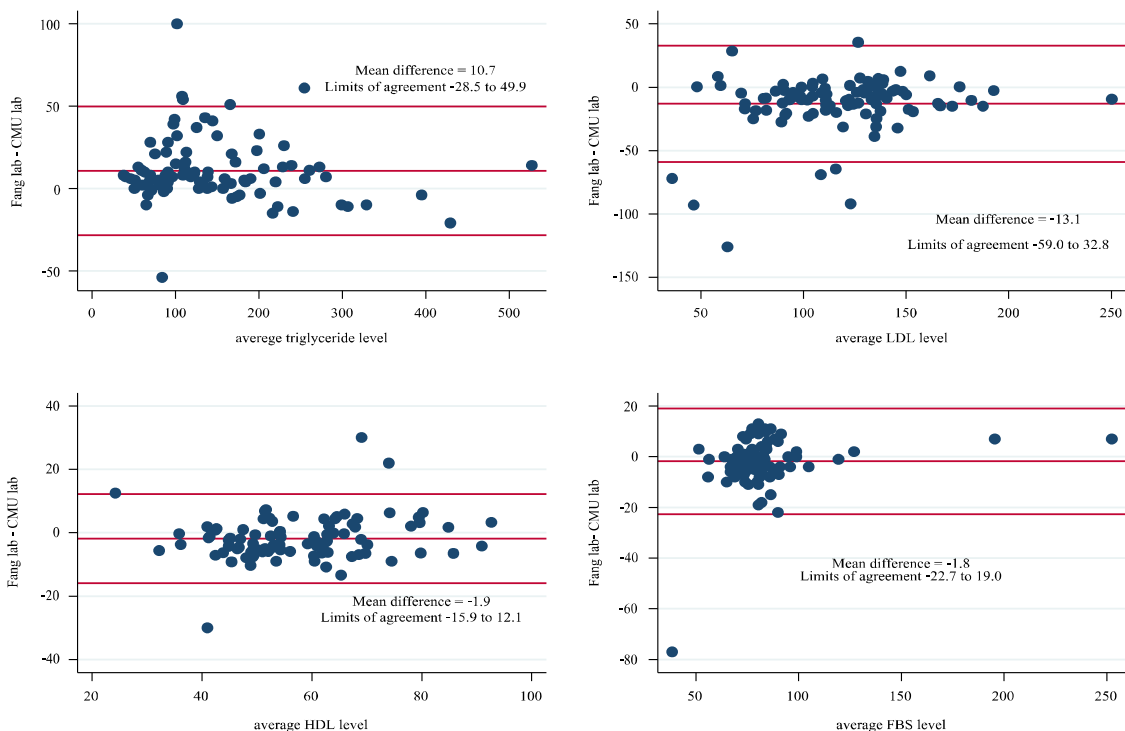 100
50
0
-50
Fang lab - CMU lab
Mean difference = 10.7
Limits of agreement -28.5 to 49.9
0
100
200
300
400
500
averege triglyceride level
50
0
-50
-100
-150
Fang lab - CMU lab
Mean difference = -13.1
Limits of agreement -59.0 to 32.8
50
100
150
200
250
average LDL level
40
20
0
-20
-40
Fang lab - CMU lab
Mean difference = -1.9
Limits of agreement -15.9 to 12.1
20
40
60
80
100
average HDL level
20
0
-20
-40
-60
-80
Fang lab- CMU lab
Mean difference = -1.8
Limits of agreement -22.7 to 19.0
50
100
150
200
250
average FBS level